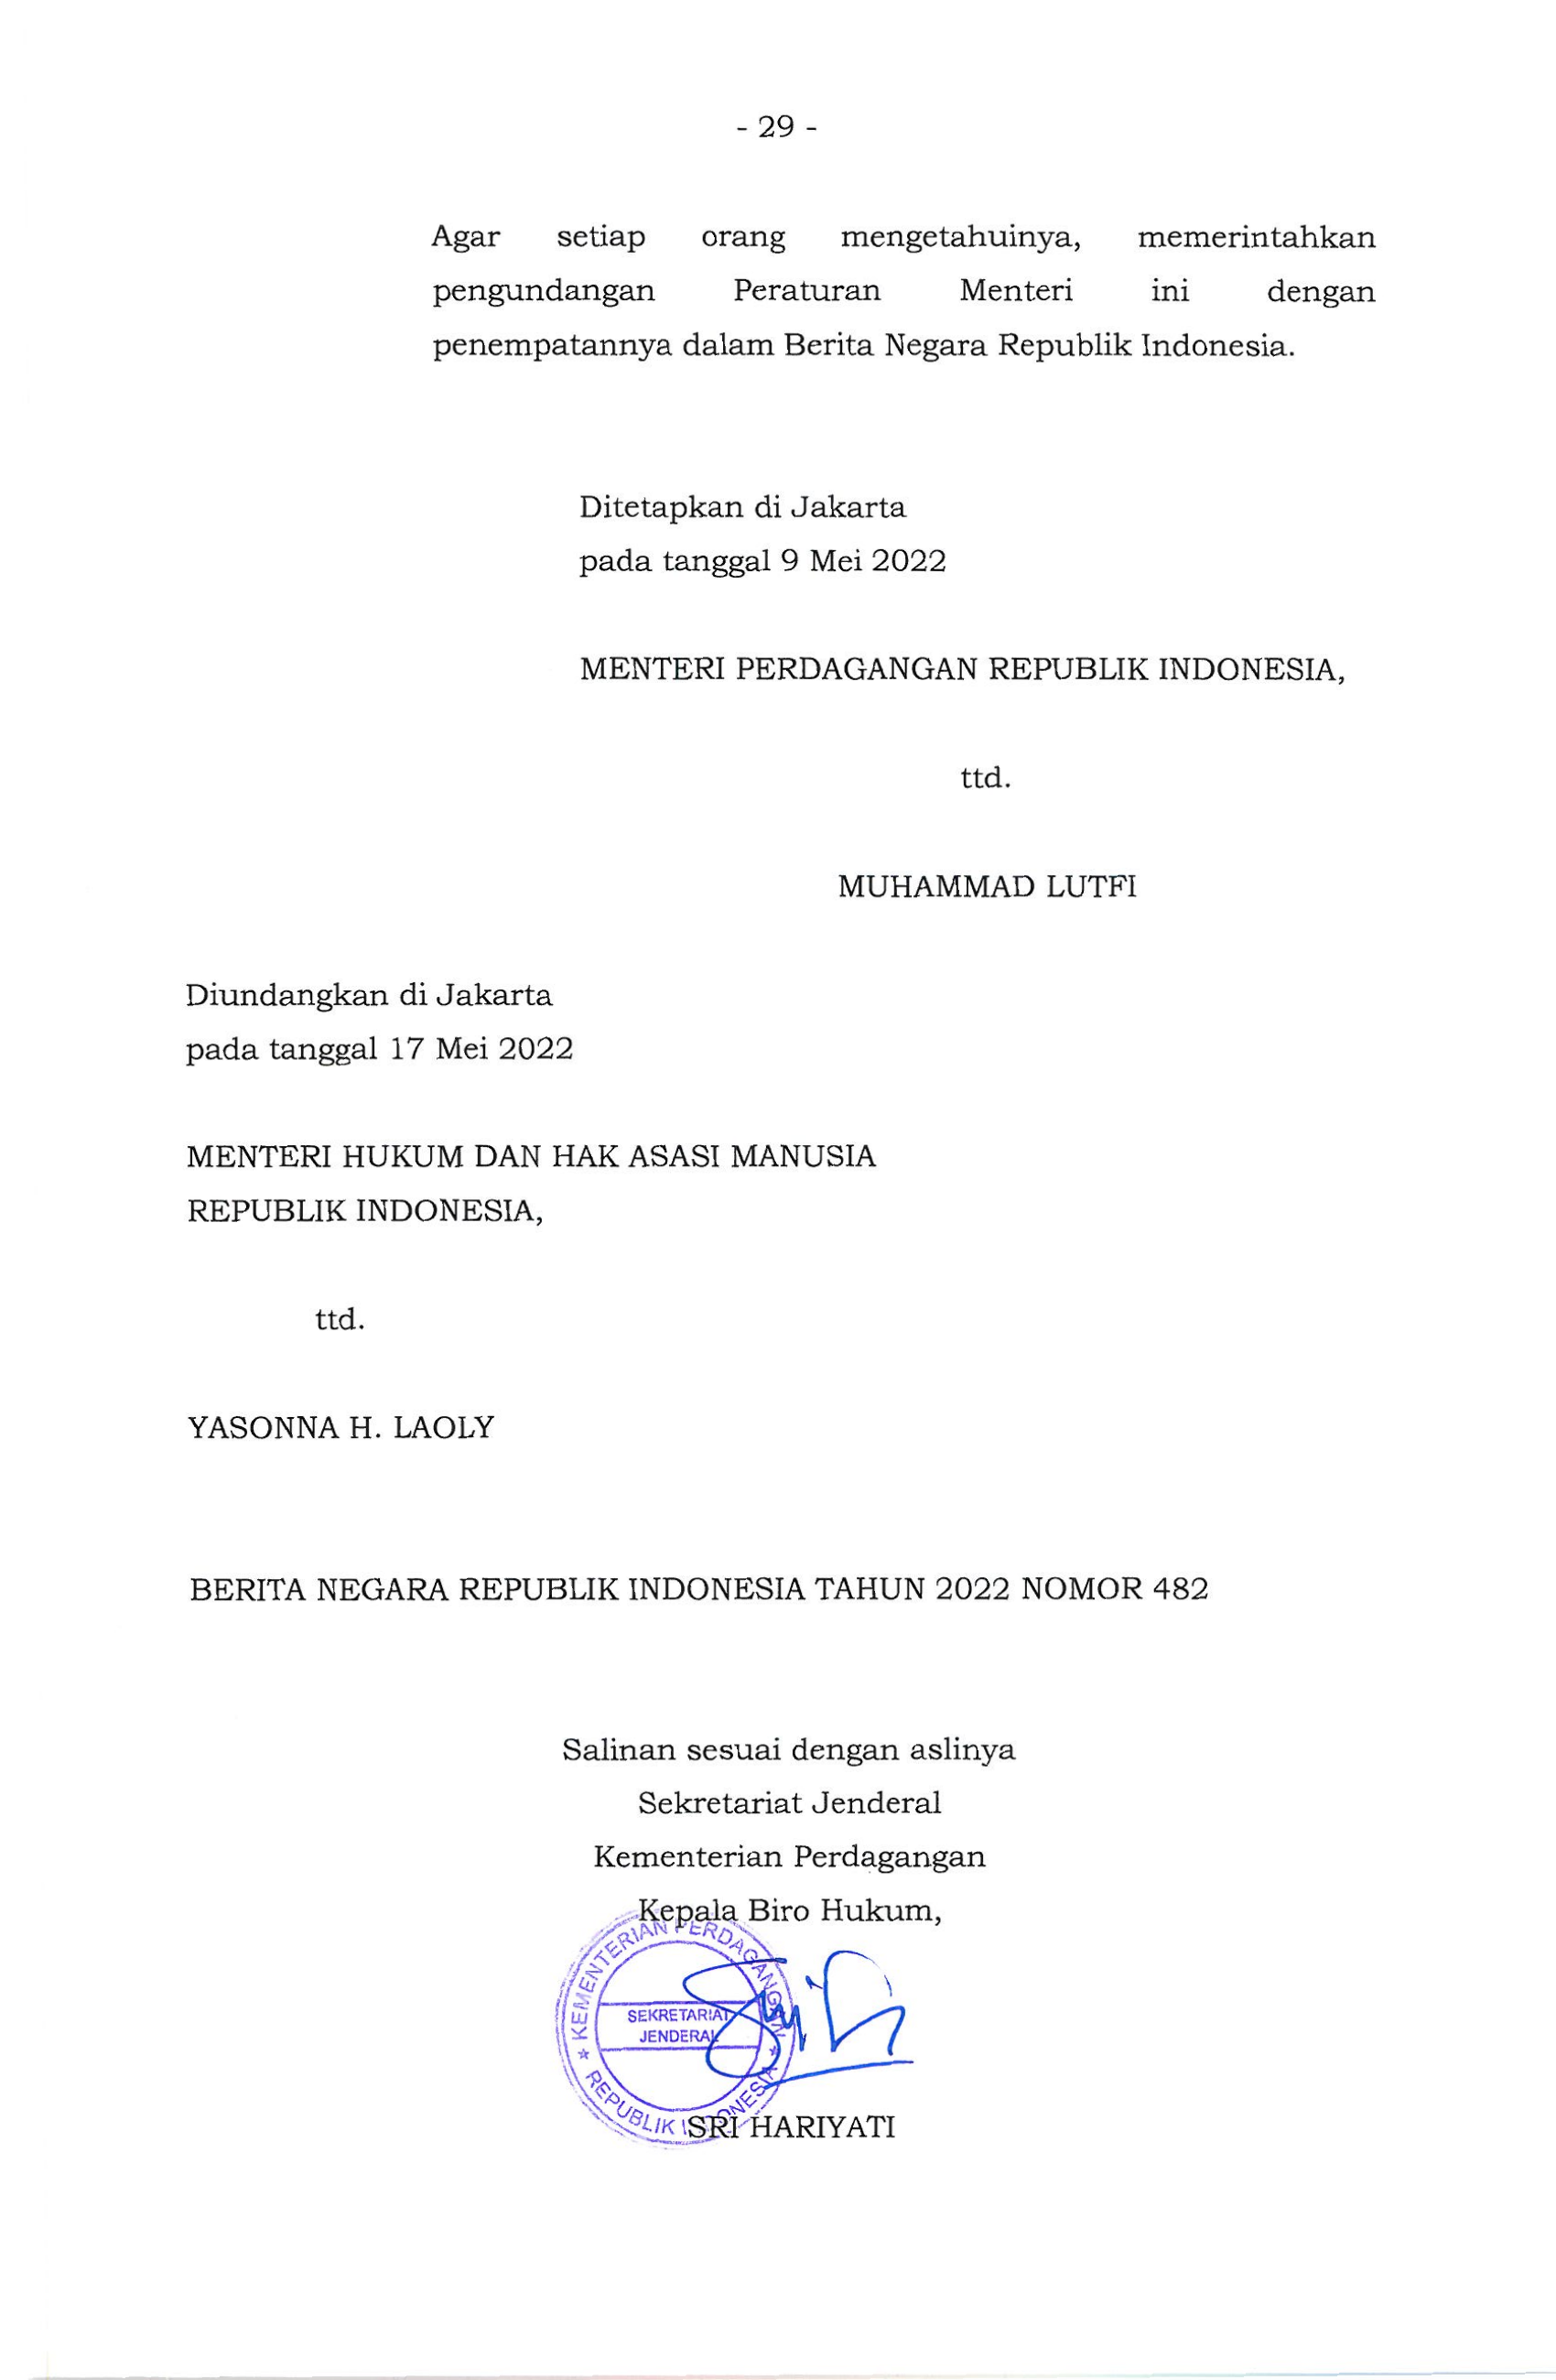 - 29 -
Agar setiap orang mengetahuinya, memerintahkan
pengundangan Peraturan Menteri ini dengan
penempatannya dalam Berita Negara Republik Indonesia.
Ditetapkan di Jakarta
pada tanggal 9 Mei 2022
MENTERI PERDAGANGAN REPUBLIK INDONESIA,
ttd.
MUHAMMAD LUTFI
Diundangkan di Jakarta
pada tanggal 17 Mei 2022
MENTERI HUKUM DAN HAK ASASI MANUSIA
REPUBLIK INDONESIA,
ttd.
YASONNA H. LAOLY
BERITA NEGARA REPUBLIK INDONESIA TAHUN 2022 NOMOR 482
Salinan sesuai dengan aslinya
Sekretariat Jenderal
Kementerian Perdagangan
Kepala Biro Hukum,
KEMENTERIAN PERDAGANGAN
SEKRETARIAT
JENDERAL
REPUBLIK INDONESIA
SRI HARIYATI